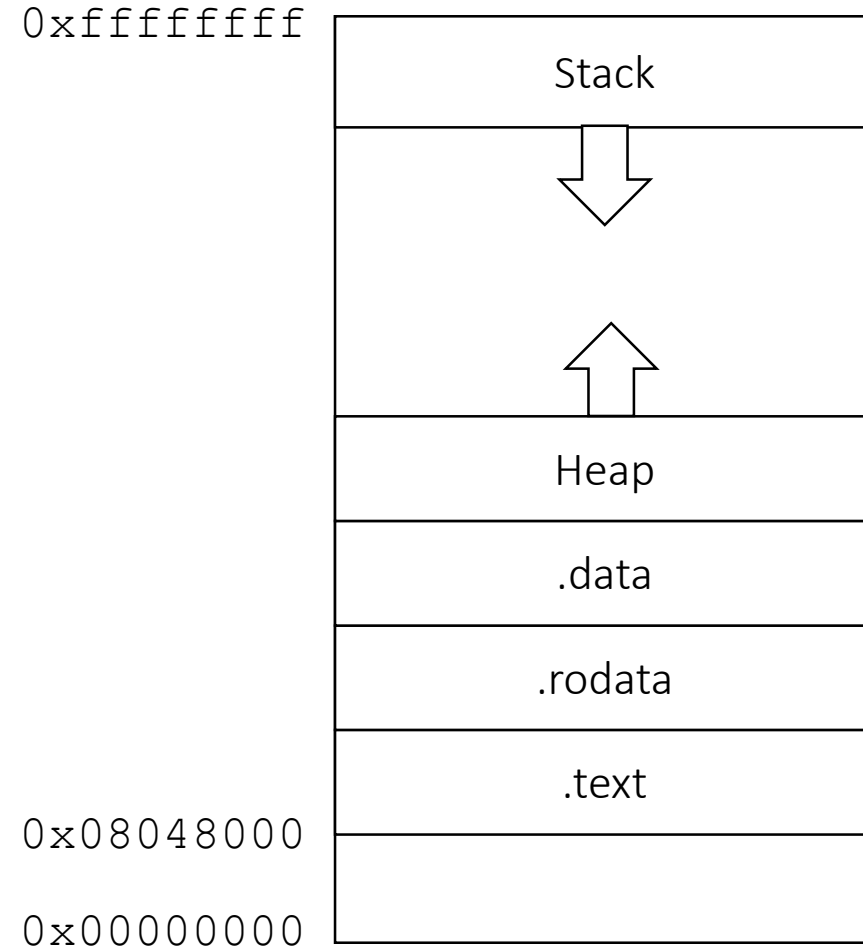 0xffffffff
Stack
Heap
.data
.rodata
.text
0x08048000
0x00000000